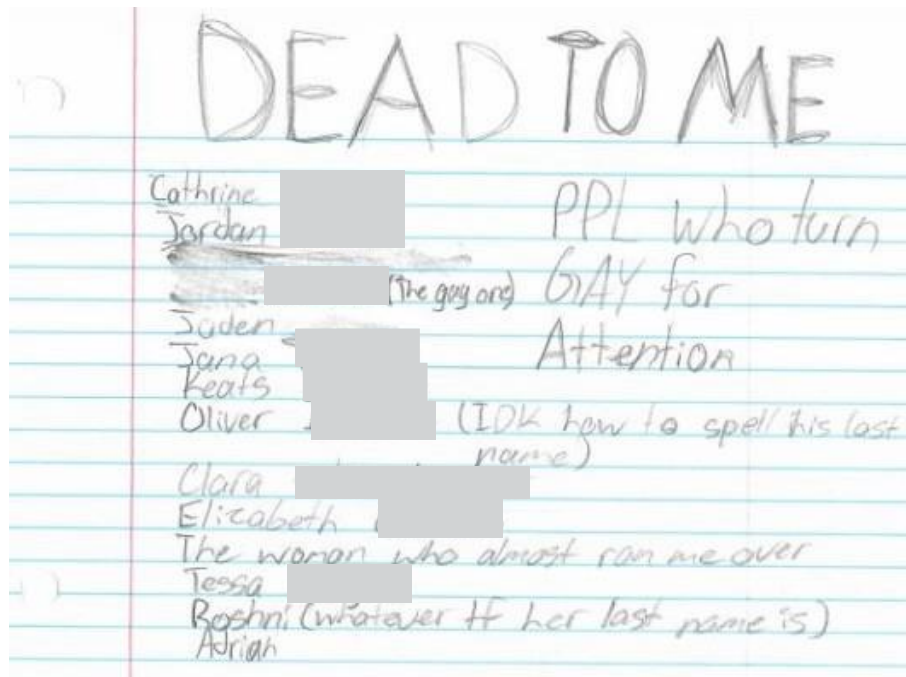 DEAD TO ME
Cathrine
Jordan
(the gay one)
Jaden
Jana
Keats
Oliver (IDK how to spell his last name)
Clara
Elizabeth
The woman who almost ran me over
Tessa
Roshni (whatever tf her last name is)
Adrian
PPL who turn
GAY for
Attention